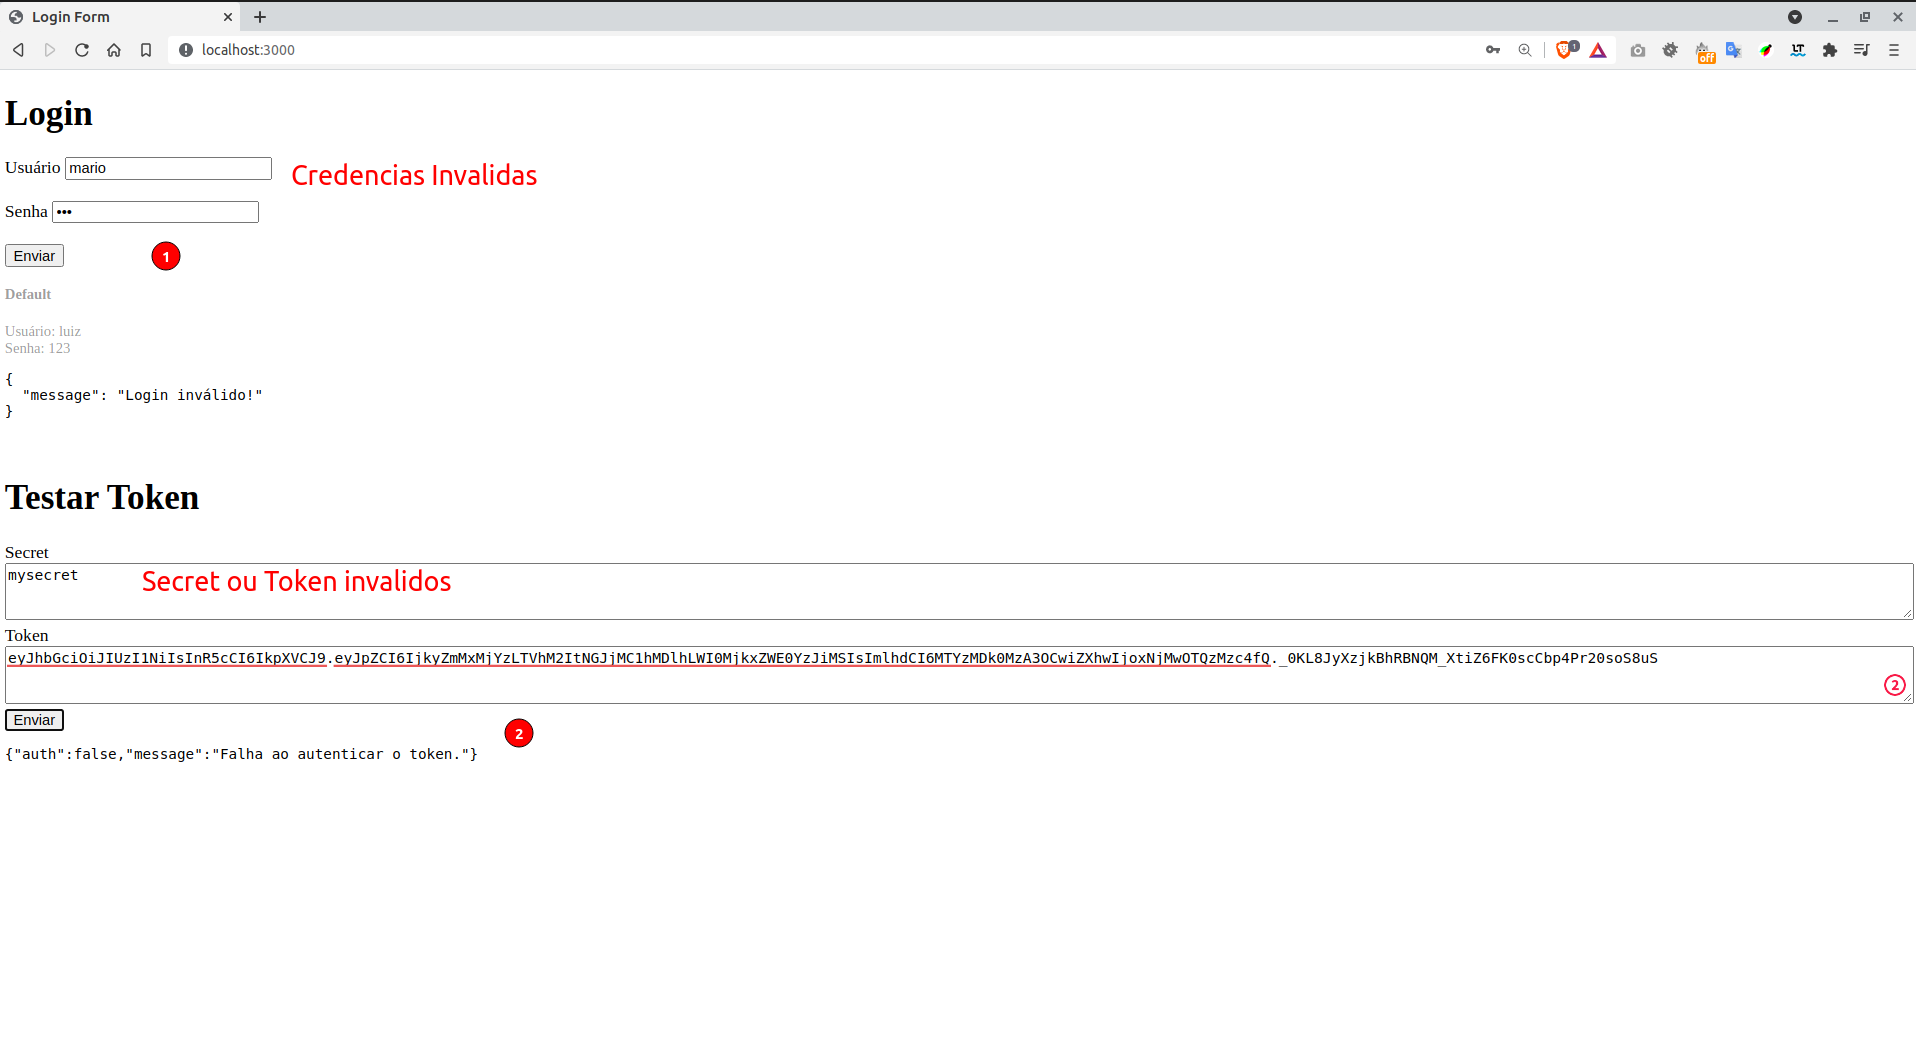 Login Form
localhost:3000
1
off
Login
Usuário mario
Credencias Invalidas
Senha •••
Enviar
1
Default
Usuário: luiz
Senha: 123
{
"message": "Login inválido!"
}
Testar Token
Secret
mysecret
Secret ou Token invalidos
Token
eyJhbGciOiJIUzI1NiIsInR5cCI6IkpXVCJ9.eyJpZCI6IjkyZmMxMjYzLTVhM2ItNGJjMC1hMDlhLWI0MjkxZWE0YzJiMSIsImlhdCI6MTYzMDk0MzA3OCwiZXhwIjoxNjMwOTQzMzc4fQ._0KL8JyXzjkBhRBNQM_XtiZ6FK0scCbp4Pr20soS8uS
2
Enviar
2
{"auth":false,"message":"Falha ao autenticar o token."}